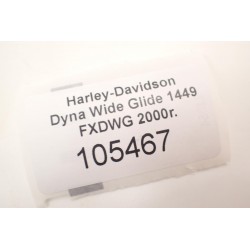 Harley-Davidson
Dyna Wide Glide 1449
FXDWG 2000r.
105467